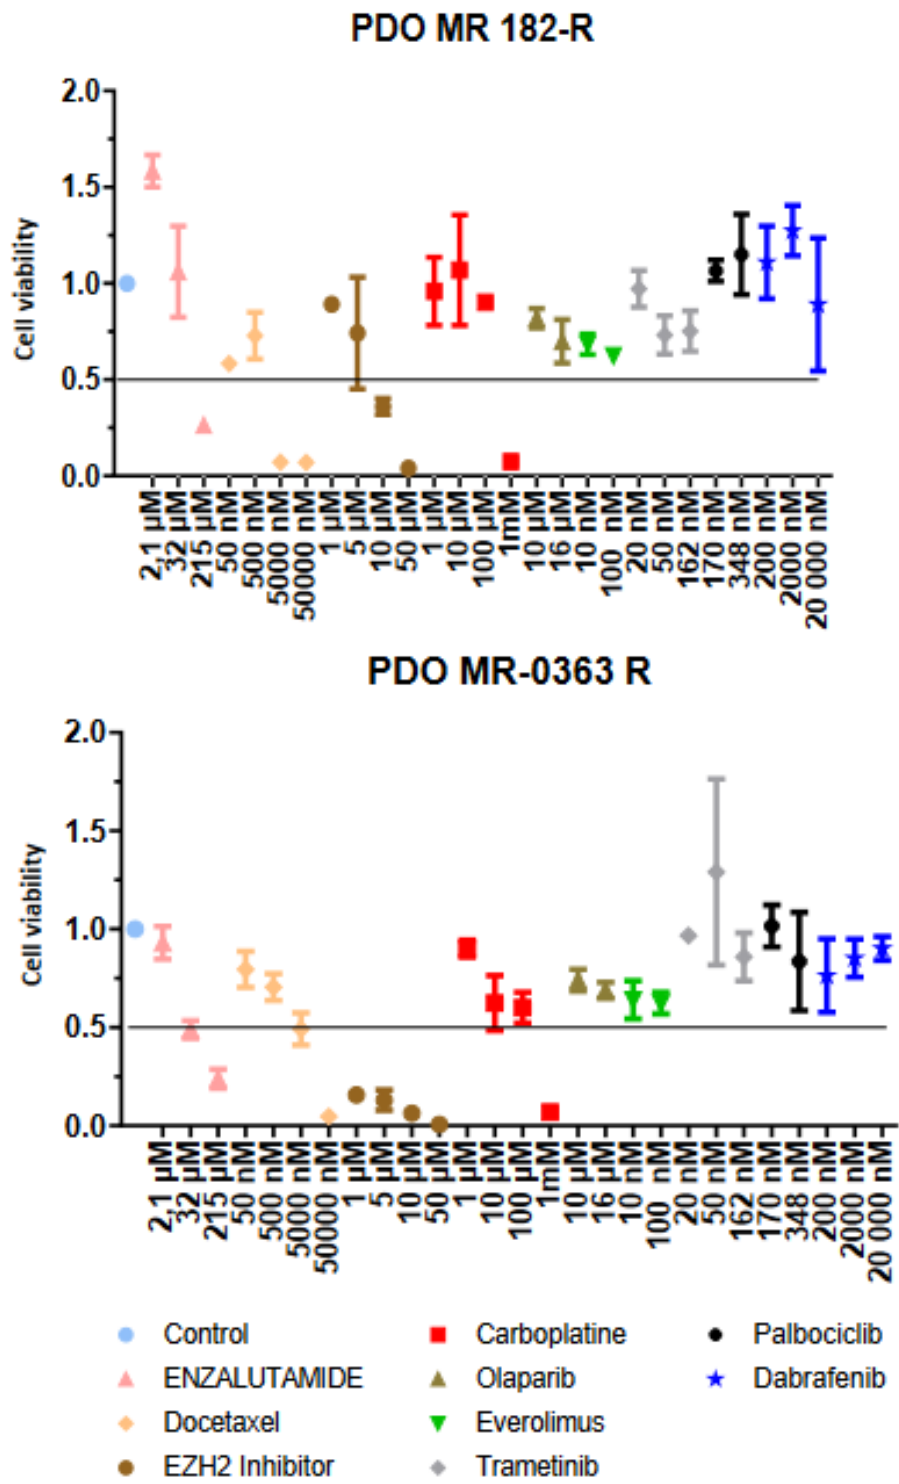 PDO MR 182-R
Cell viability
2.0
1.5
1.0
0.5
0.0
2,1 µM
32 µM
215 µM
50 nM
500 nM
5000 nM
50000 nM
1 µM
5 µM
10 µM
50 µM
1 µM
10 µM
100 µM
1mM
10 µM
16 µM
10 nM
100 nM
20 nM
50 nM
162 nM
170 nM
348 nM
200 nM
2000 nM
20 000 nM
PDO MR-0363 R
Cell viability
2.0
1.5
1.0
0.5
0.0
2,1 µM
32 µM
215 µM
50 nM
500 nM
5000 nM
50000 nM
1 µM
5 µM
10 µM
50 µM
1 µM
10 µM
100 µM
1mM
10 µM
16 µM
10 nM
100 nM
20 nM
50 nM
162 nM
170 nM
348 nM
200 nM
2000 nM
20 000 nM
Control
Carboplatine
Palbociclib
ENZALUTAMIDE
Olaparib
Dabrafenib
Docetaxel
Everolimus
EZH2 Inhibitor
Trametinib